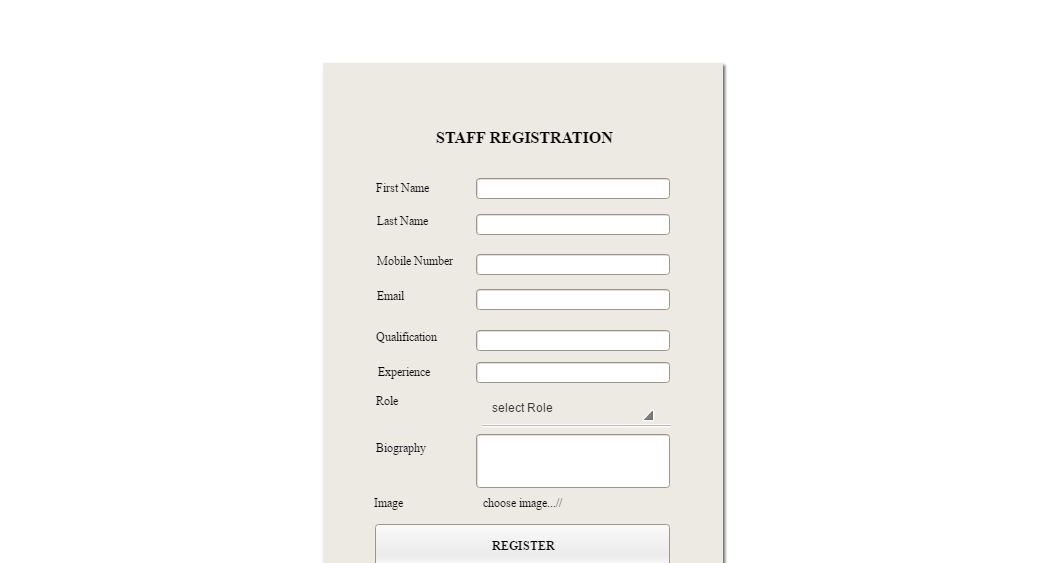 STAFF REGISTRATION
First Name
Last Name
Mobile Number
Email
Qualification
Experience
Role select Role
Biography
Image choose image...//
REGISTER